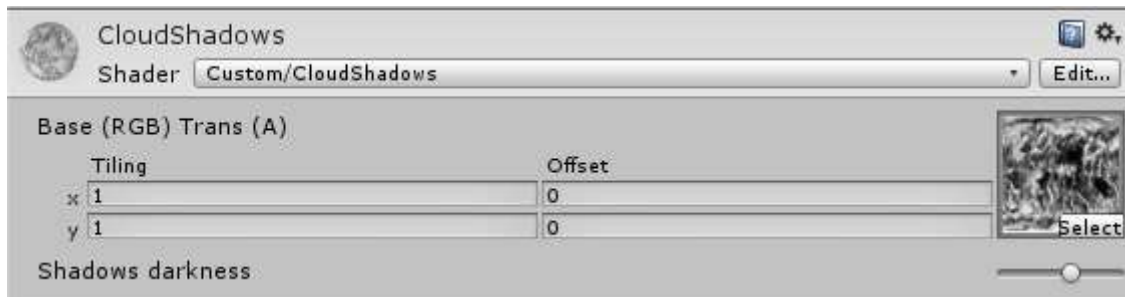 CloudShadows
Shader Custom/CloudShadows Edit...
Base (RGB) Trans (A)
Tiling Offset
x 1 0
y 1 0
Select
Shadows darkness